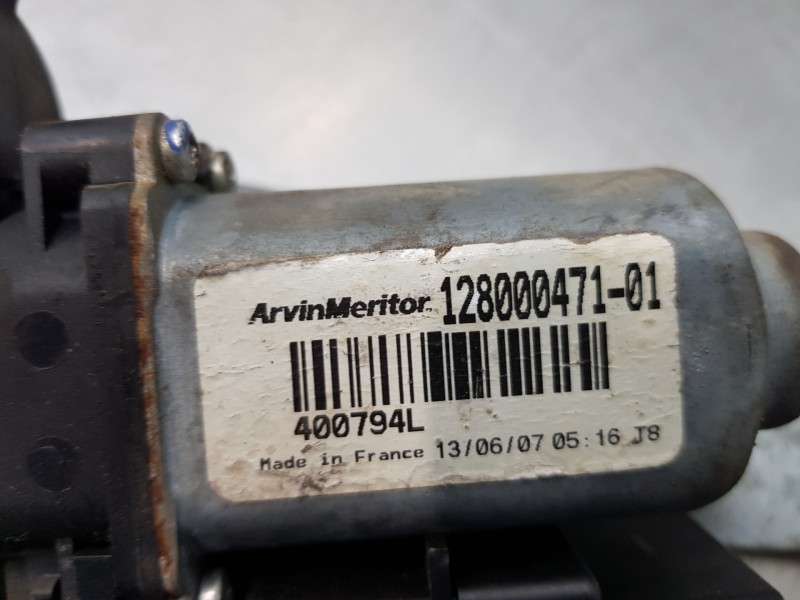 ArvinMeritor. 128000471-01
400794L
Made in France 13/06/07 05:16 J8